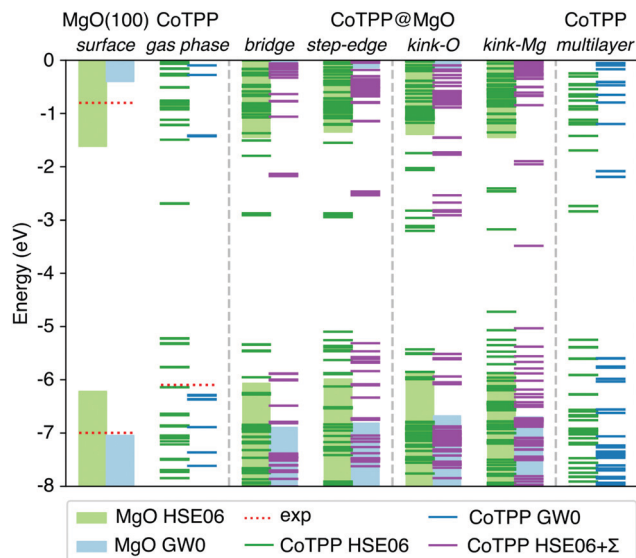 MgO(100) CoTPP CoTPP@MgO CoTPP
surface gas phase bridge step-edge kink-O kink-Mg multilayer
0
-1
-2
-3
-4
-5
-6
-7
-8
Energy (eV)
MgO HSE06 exp CoTPP GW0
MgO GW0 CoTPP HSE06 CoTPP HSE06+Σ